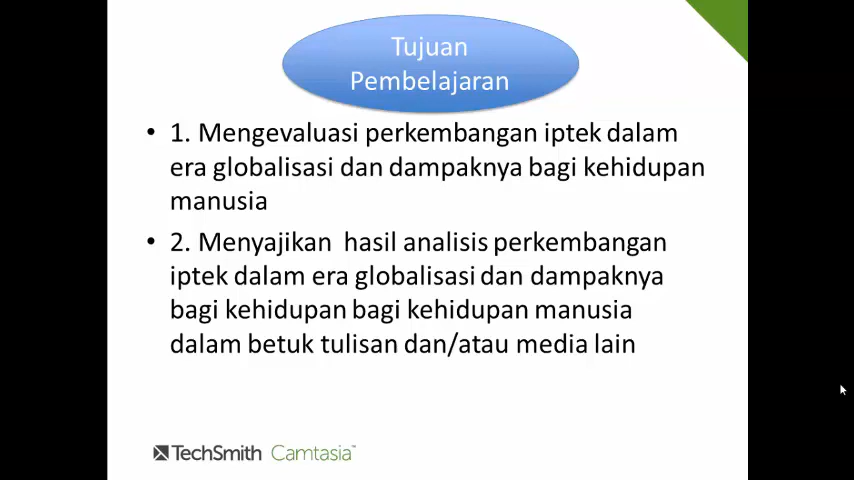 Tujuan
Pembelajaran
• 1. Mengevaluasi perkembangan iptek dalam
era globalisasi dan dampaknya bagi kehidupan
manusia
• 2. Menyajikan hasil analisis perkembangan
iptek dalam era globalisasi dan dampaknya
bagi kehidupan bagi kehidupan manusia
dalam betuk tulisan dan/atau media lain
TechSmith Camtasia™